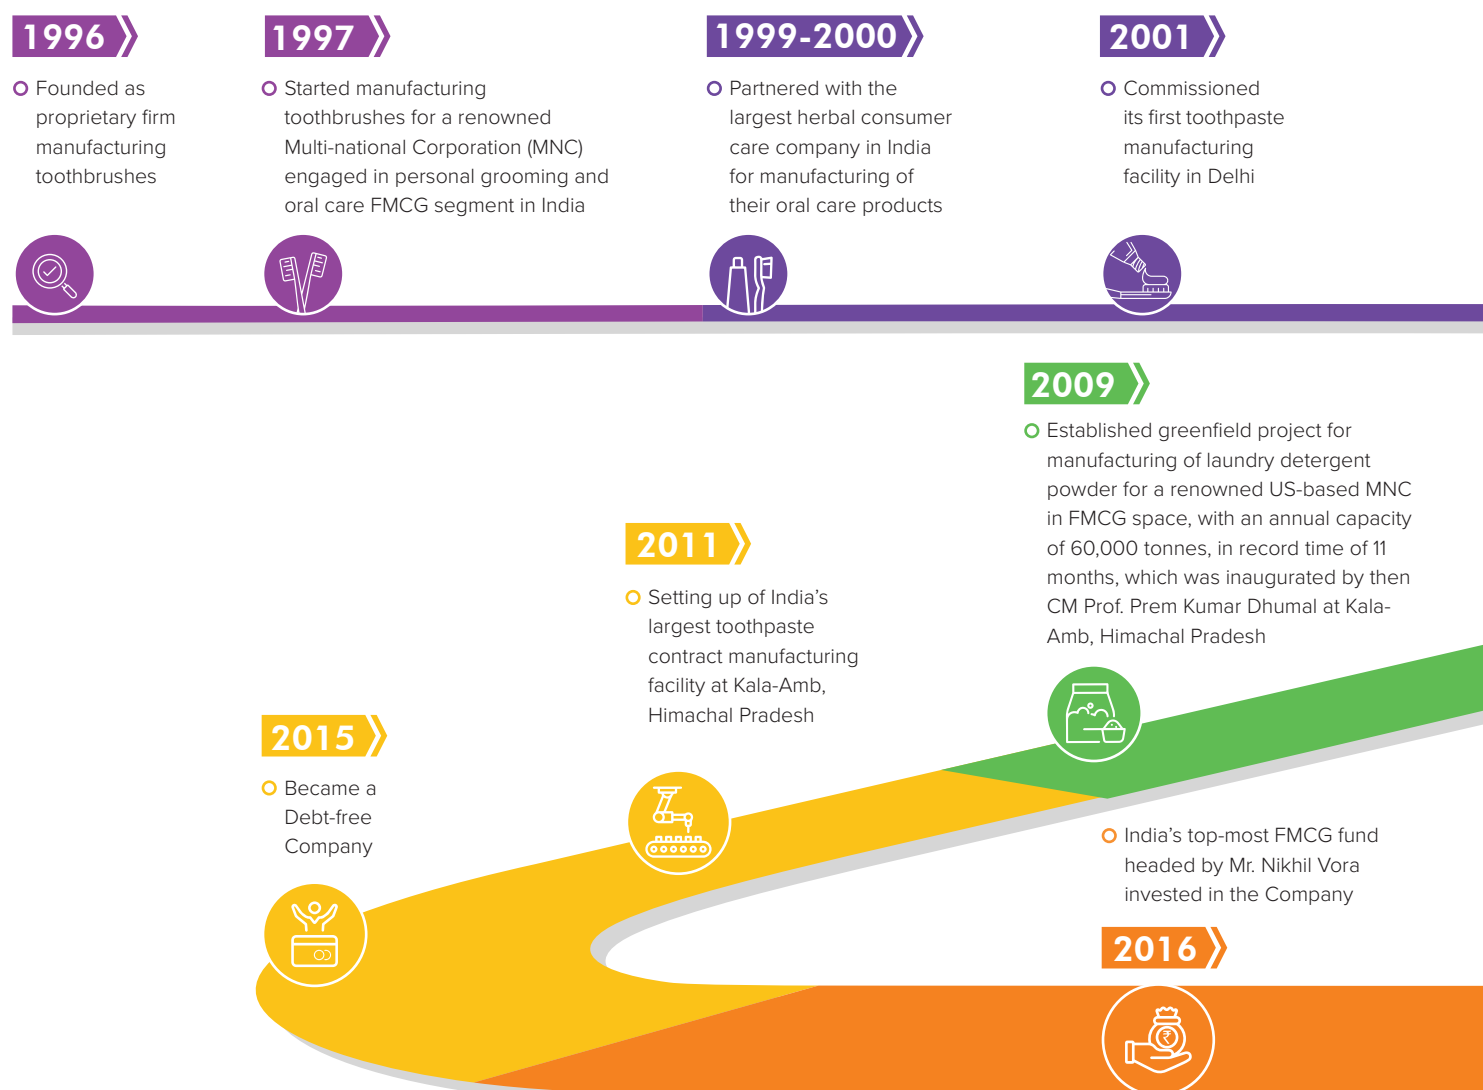 1996
Founded as
proprietary firm
manufacturing
toothbrushes
1997
Started manufacturing
toothbrushes for a renowned
Multi-national Corporation (MNC)
engaged in personal grooming and
oral care FMCG segment in India
1999-2000
Partnered with the
largest herbal consumer
care company in India
for manufacturing of
their oral care products
2001
Commissioned
its first toothpaste
manufacturing
facility in Delhi
2009
Established greenfield project for
manufacturing of laundry detergent
powder for a renowned US-based MNC
in FMCG space, with an annual capacity
of 60,000 tonnes, in record time of 11
months, which was inaugurated by then
CM Prof. Prem Kumar Dhumal at Kala-
Amb, Himachal Pradesh
2011
Setting up of India’s
largest toothpaste
contract manufacturing
facility at Kala-Amb,
Himachal Pradesh
2015
Became a
Debt-free
Company
India’s top-most FMCG fund
headed by Mr. Nikhil Vora
invested in the Company
2016
₹